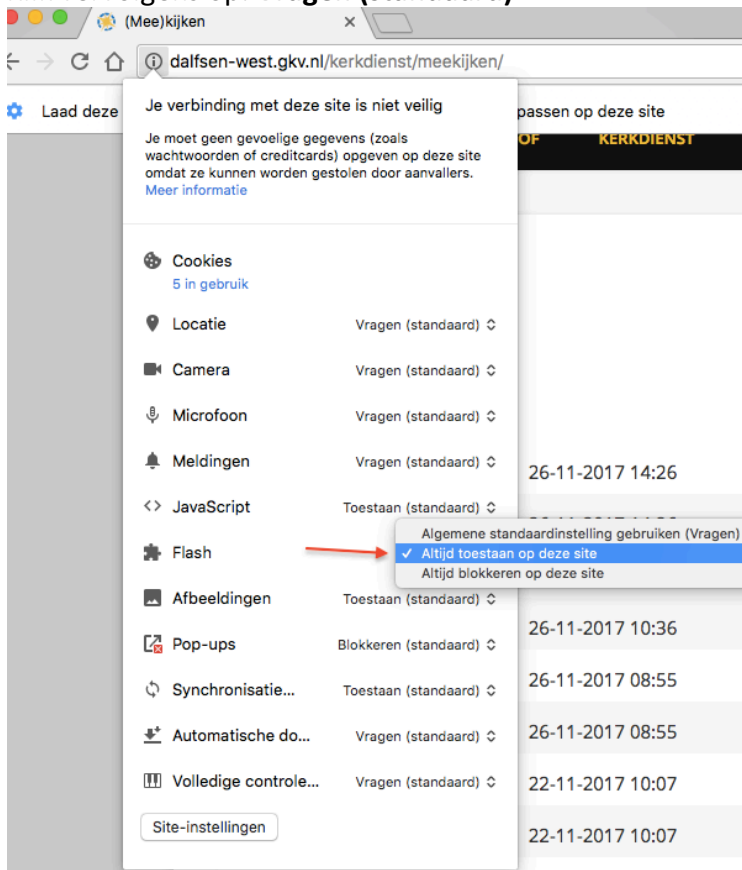 vervolgens op: Vragen (standaard)
(Mee)kijken
dalfsen-west.gkv.nl/kerkdienst/meekijken/
Laad deze
passen op deze site
OF KERKDIENST
Je verbinding met deze site is niet veilig
Je moet geen gevoelige gegevens (zoals
wachtwoorden of creditcards) opgeven op deze site
omdat ze kunnen worden gestolen door aanvallers.
Meer informatie
Cookies
5 in gebruik
Locatie Vragen (standaard)
Camera Vragen (standaard)
Microfoon Vragen (standaard)
Meldingen Vragen (standaard)
26-11-2017 14:26
JavaScript Toestaan (standaard)
Algemene standaardinstelling gebruiken (Vragen)
Flash
✓ Altijd toestaan op deze site
Altijd blokkeren op deze site
Afbeeldingen Toestaan (standaard)
26-11-2017 10:36
Pop-ups Blokkeren (standaard)
26-11-2017 08:55
Synchronisatie... Toestaan (standaard)
26-11-2017 08:55
Automatische do... Vragen (standaard)
22-11-2017 10:07
Volledige controle... Vragen (standaard)
Site-instellingen
22-11-2017 10:07